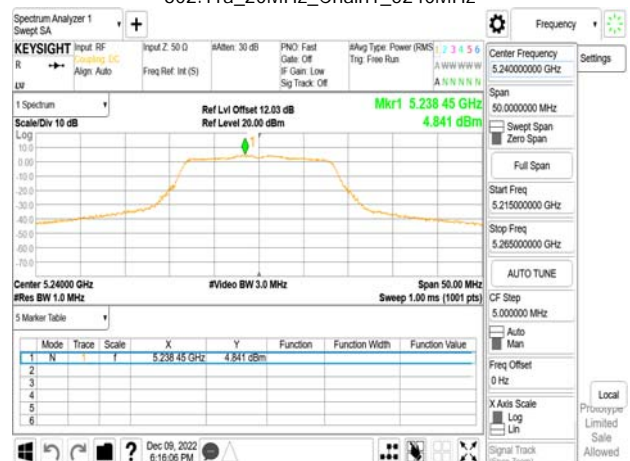 Spectrum Analyzer 1
Swept SA
+
Frequency
KEYSIGHT
R
Input: RF
Coupling: DC
Align: Auto
Input Z: 50 Ω
Freq Ref: Int (S)
#Atten: 30 dB
PNO: Fast
Gate: Off
IF Gain: Low
Sig Track: Off
#Avg Type: Power (RMS
Trig: Free Run
1 2 3 4 5 6
A W W W W W
A N N N N N
Center Frequency
5.240000000 GHz
Settings
Span
50.0000000 MHz
Swept Span
Zero Span
Full Span
Start Freq
5.215000000 GHz
Stop Freq
5.265000000 GHz
AUTO TUNE
CF Step
5.000000 MHz
Auto
Man
Freq Offset
0 Hz
X Axis Scale
Log
Lin
Local
Prototype
Limited
Sale
Allowed
Signal Track
1 Spectrum
Scale/Div 10 dB
Ref Lvl Offset 12.03 dB
Ref Level 20.00 dBm
Mkr1 5.238 45 GHz
4.841 dBm
Log
10.0
0.00
-10.0
-20.0
-30.0
-40.0
-50.0
-60.0
-70.0
1
Center 5.24000 GHz
#Res BW 1.0 MHz
#Video BW 3.0 MHz
Span 50.00 MHz
Sweep 1.00 ms (1001 pts)
5 Marker Table
Mode Trace Scale X Y Function Function Width Function Value
1 N 1 f 5.238 45 GHz 4.841 dBm
2
3
4
5
6
?
Dec 09, 2022
6:16:06 PM